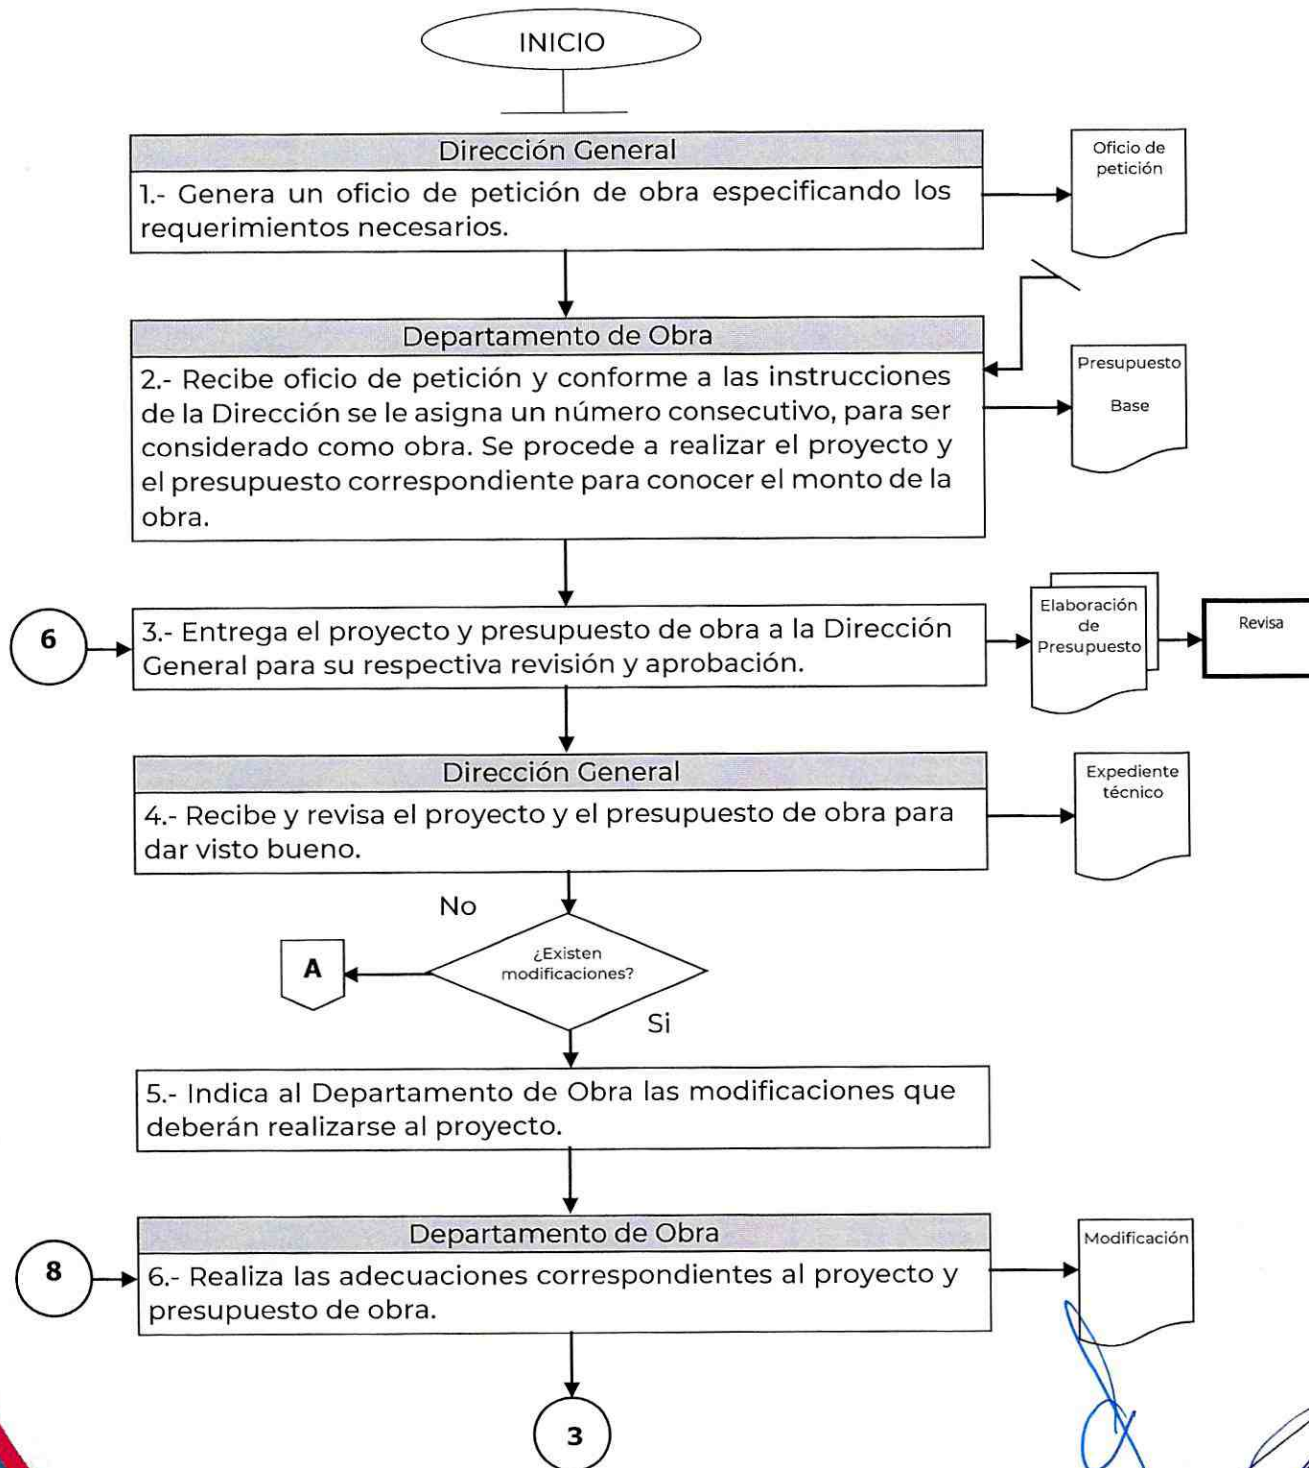 INICIO
Dirección General
1.- Genera un oficio de petición de obra especificando los
requerimientos necesarios.
Oficio de
petición
Departamento de Obra
2.- Recibe oficio de petición y conforme a las instrucciones
de la Dirección se le asigna un número consecutivo, para ser
considerado como obra. Se procede a realizar el proyecto y
el presupuesto correspondiente para conocer el monto de la
obra.
Presupuesto
Base
6
3.- Entrega el proyecto y presupuesto de obra a la Dirección
General para su respectiva revisión y aprobación.
Elaboración
de
Presupuesto
Revisa
Dirección General
4.- Recibe y revisa el proyecto y el presupuesto de obra para
dar visto bueno.
Expediente
técnico
No
¿Existen
modificaciones?
A
Si
5.- Indica al Departamento de Obra las modificaciones que
deberán realizarse al proyecto.
Departamento de Obra
8
6.- Realiza las adecuaciones correspondientes al proyecto y
presupuesto de obra.
Modificación
3